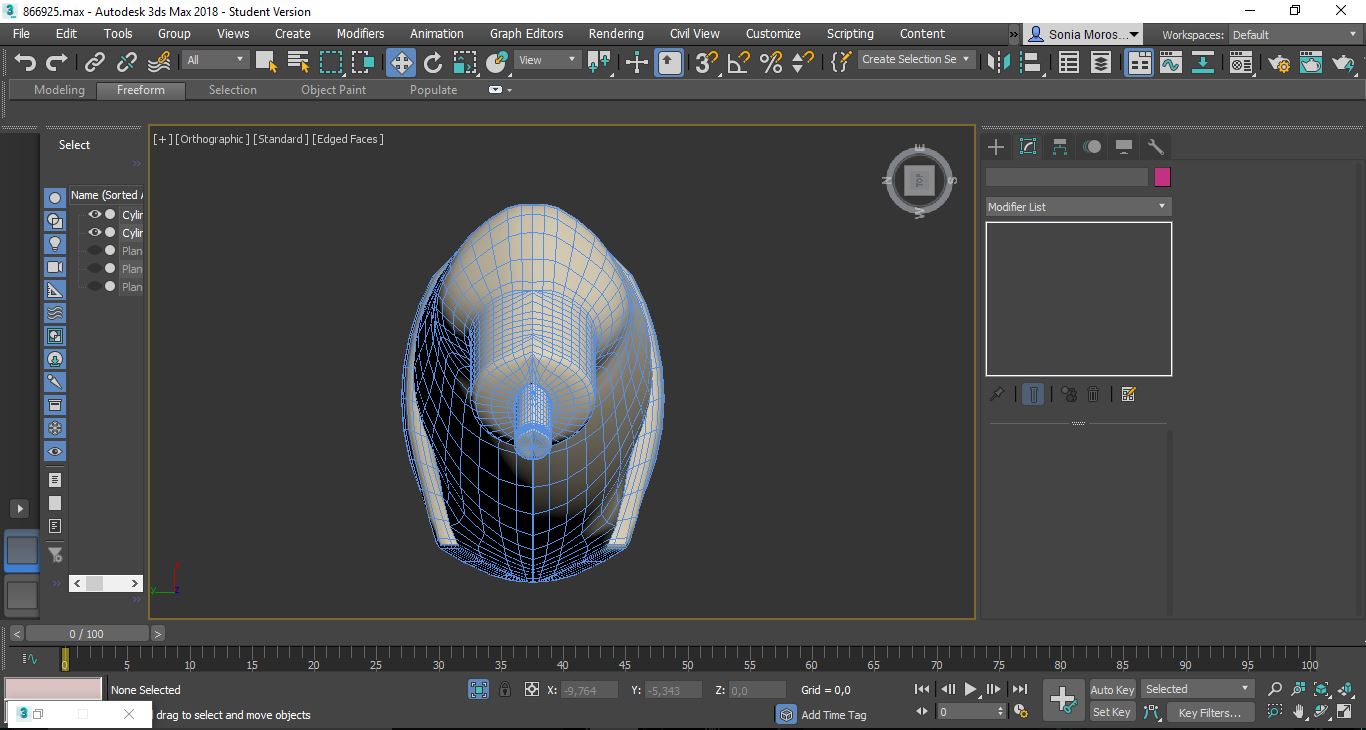 866925.max - Autodesk 3ds Max 2018 - Student Version
File Edit Tools Group Views Create Modifiers Animation Graph Editors Rendering Civil View Customize Scripting Content » Sonia Moros... Workspaces: Default
All View 3 Create Selection Se
Modeling Freeform Selection Object Paint Populate
[+] [Orthographic] [Standard] [Edged Faces]
Select
»
Name (Sorted A
Cylin
Cylin
Plan
Plan
Plan
E
N TOP S
W
Modifier List
»
»
x
y z
< 0 / 100 >
0 5 10 15 20 25 30 35 40 45 50 55 60 65 70 75 80 85 90 95 100
None Selected X: -9,764 Y: -5,343 Z: 0,0 Grid = 0,0 Auto Key Selected
3 drag to select and move objects Add Time Tag 0 Set Key Key Filters...